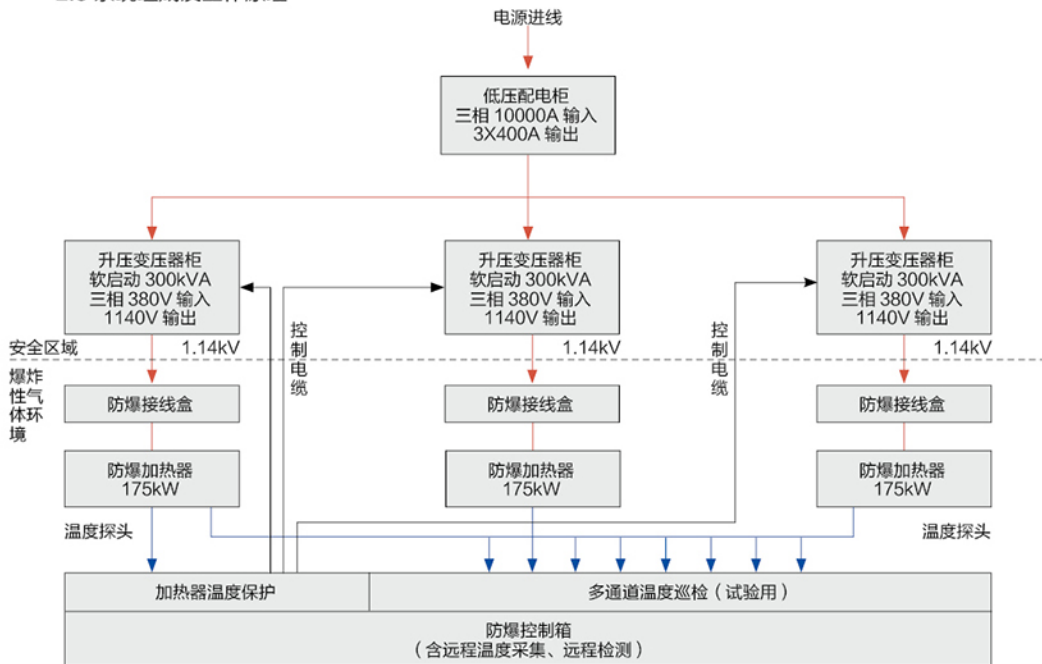 电源进线
低压配电柜
三相 10000A 输入
3X400A 输出
升压变压器柜
软启动 300kVA
三相 380V 输入
1140V 输出
升压变压器柜
软启动 300kVA
三相 380V 输入
1140V 输出
升压变压器柜
软启动 300kVA
三相 380V 输入
1140V 输出
控制电缆
控制电缆
安全区域
1.14kV
1.14kV
1.14kV
爆炸
性气
体环
境
防爆接线盒
防爆接线盒
防爆接线盒
防爆加热器
175kW
防爆加热器
175kW
防爆加热器
175kW
温度探头
温度探头
加热器温度保护
多通道温度巡检（试验用）
防爆控制箱
（含远程温度采集、远程检测）